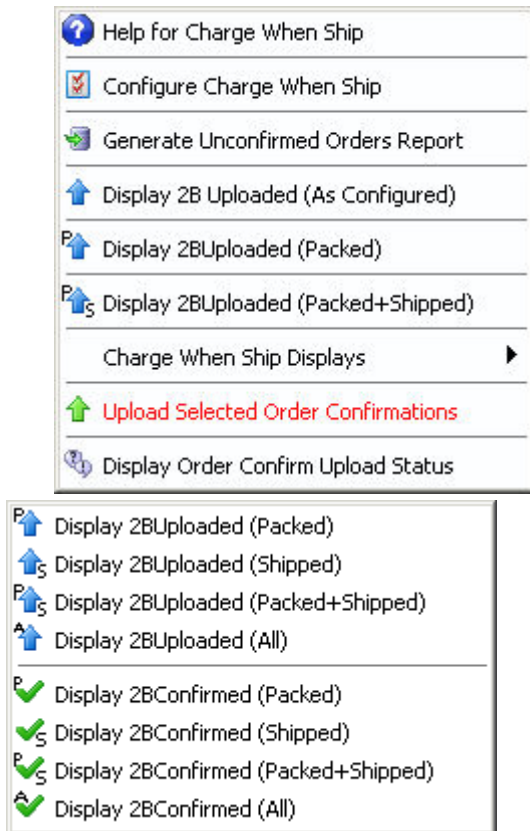 Help for Charge When Ship
Configure Charge When Ship
Generate Unconfirmed Orders Report
Display 2B Uploaded (As Configured)
P Display 2BUploaded (Packed)
P S Display 2BUploaded (Packed+Shipped)
Charge When Ship Displays
Upload Selected Order Confirmations
Display Order Confirm Upload Status
P Display 2BUploaded (Packed)
S Display 2BUploaded (Shipped)
P S Display 2BUploaded (Packed+Shipped)
A Display 2BUploaded (All)
P Display 2BConfirmed (Packed)
S Display 2BConfirmed (Shipped)
P S Display 2BConfirmed (Packed+Shipped)
A Display 2BConfirmed (All)